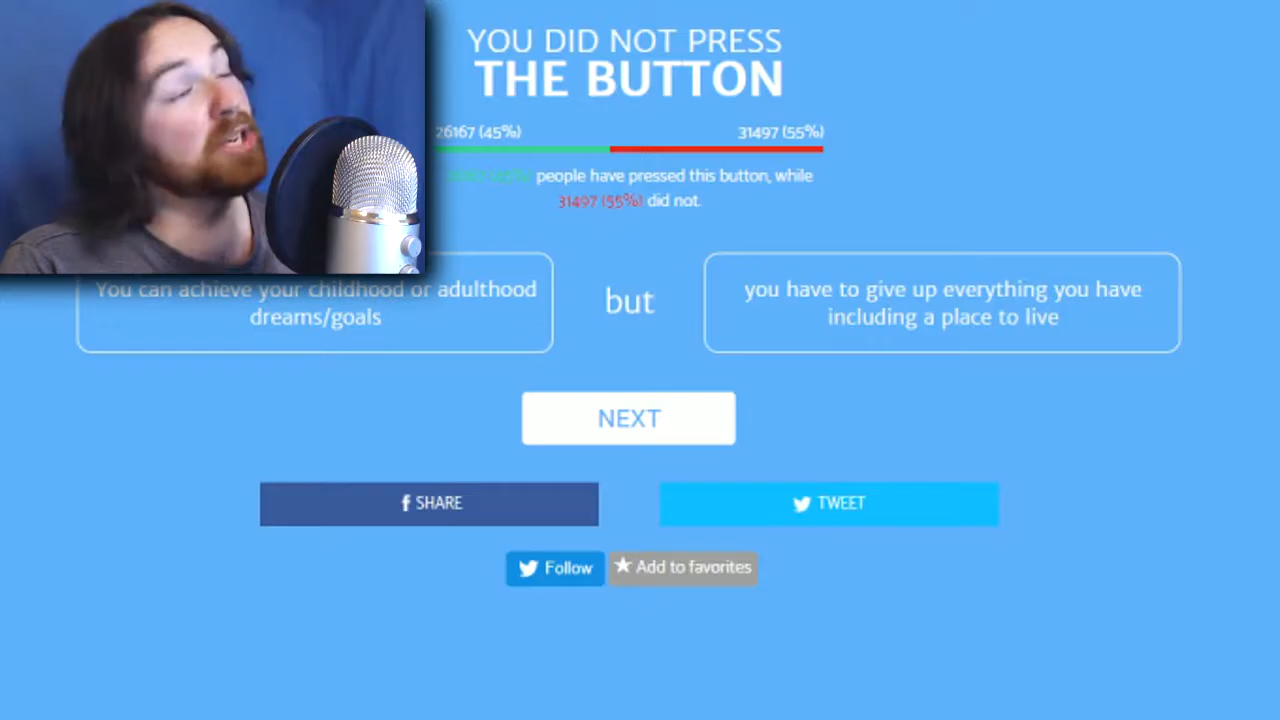 YOU DID NOT PRESS
THE BUTTON
26167 (45%) 31497 (55%)
people have pressed this button, while
31497 (55%) did not.
You can achieve your childhood or adulthood
dreams/goals
but
you have to give up everything you have
including a place to live
NEXT
f SHARE
TWEET
Follow
Add to favorites